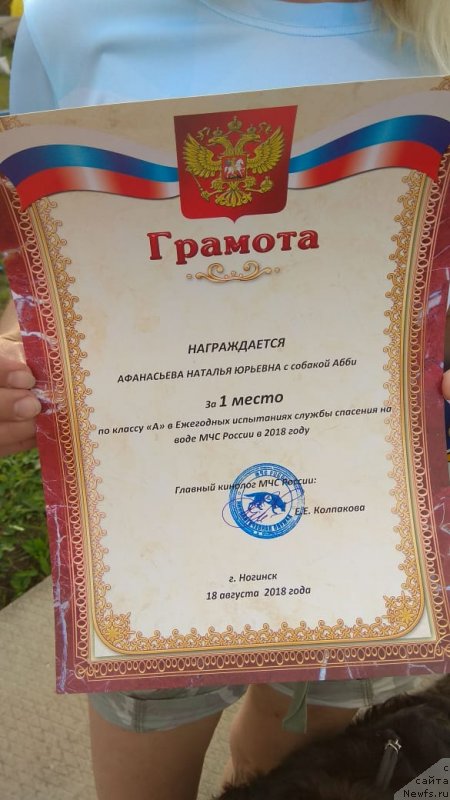 Грамота
НАГРАЖДАЕТСЯ
АФАНАСЬЕВА НАТАЛЬЯ ЮРЬЕВНА с собакой Абби
За 1 место
по классу «А» в Ежегодных испытаниях службы спасения на
воде МЧС России в 2018 году
Главный кинолог МЧС России:
Е.Е. Колпакова
г. Ногинск
18 августа 2018 года
с
сайта
Newfs.ru